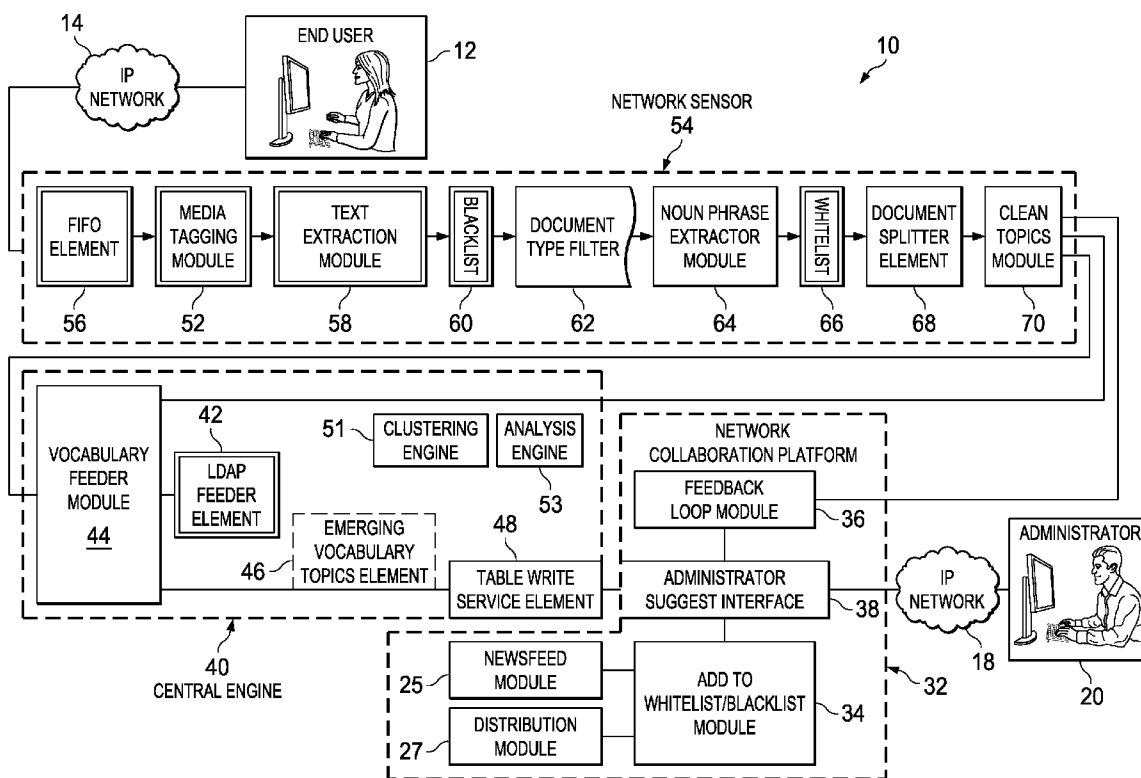 14
IP
NETWORK
END USER
12
10
NETWORK SENSOR
54
FIFO
ELEMENT
56
MEDIA
TAGGING
MODULE
52
TEXT
EXTRACTION
MODULE
58
BLACKLIST
60
DOCUMENT
TYPE FILTER
62
NOUN PHRASE
EXTRACTOR
MODULE
64
WHITELIST
66
DOCUMENT
SPLITTER
ELEMENT
68
CLEAN
TOPICS
MODULE
70
VOCABULARY
FEEDER
MODULE
44
42
LDAP
FEEDER
ELEMENT
51
CLUSTERING
ENGINE
ANALYSIS
ENGINE
53
EMERGING
VOCABULARY
TOPICS ELEMENT
46
48
TABLE WRITE
SERVICE ELEMENT
40
CENTRAL ENGINE
NETWORK
COLLABORATION PLATFORM
FEEDBACK
LOOP MODULE
36
ADMINISTRATOR
SUGGEST INTERFACE
38
IP
NETWORK
18
ADMINISTRATOR
20
NEWSFEED
MODULE
25
DISTRIBUTION
MODULE
27
ADD TO
WHITELIST/BLACKLIST
MODULE
34
32